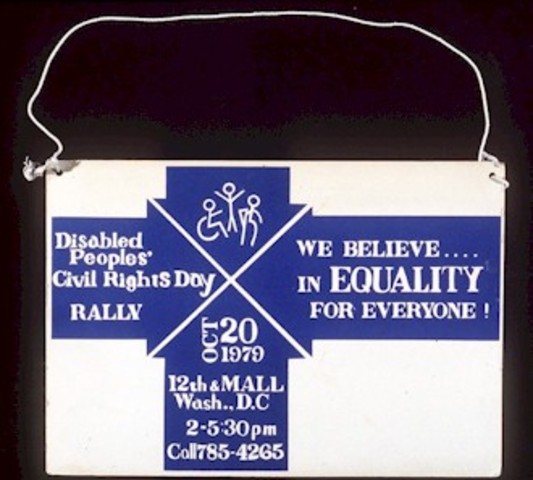 Disabled
Peoples'
Civil Rights Day
RALLY
WE BELIEVE....
IN EQUALITY
FOR EVERYONE!
OCT 20
1979
12th & MALL
Wash., D.C
2-5:30pm
Call 785-4265